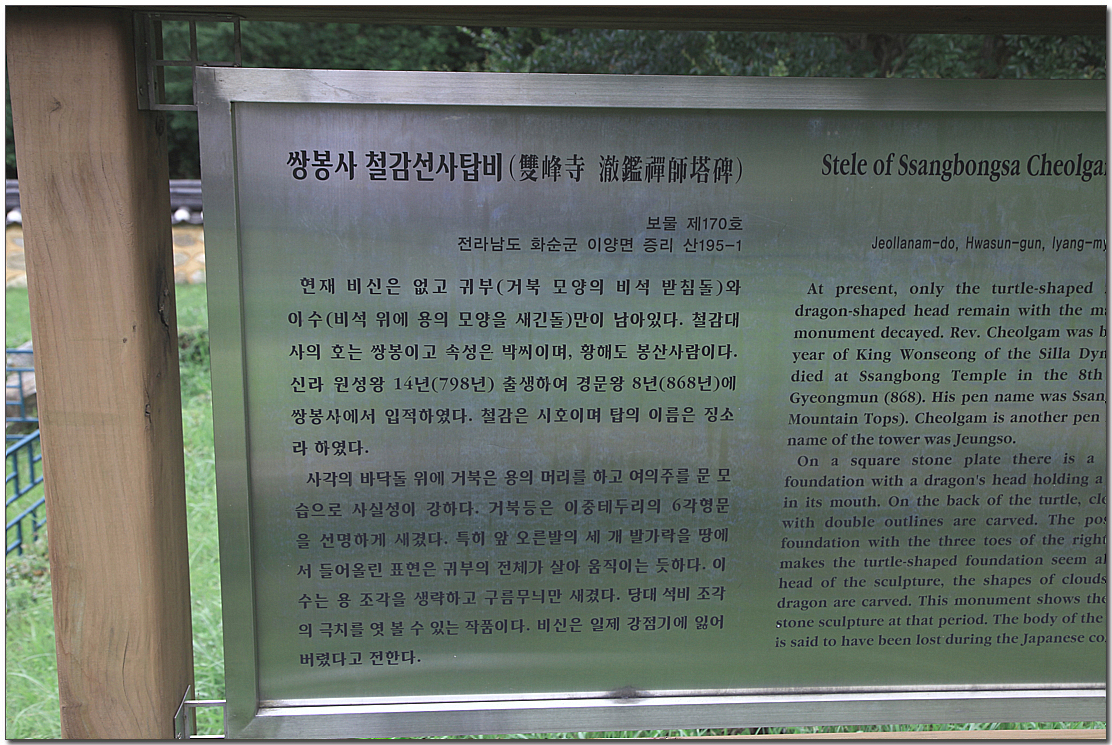 쌍봉사 철감선사탑비(雙峰寺 澈鑑禪師塔碑)
보물 제170호
전라남도 화순군 이양면 증리 산195-1
현재 비신은 없고 귀부(거북 모양의 비석 받침돌)와
이수(비석 위에 용의 모양을 새긴돌)만이 남아있다. 철감대
사의 호는 쌍봉이고 속성은 박씨이며, 황해도 봉산사람이다.
신라 원성왕 14년(798년) 출생하여 경문왕 8년(868년)에
쌍봉사에서 입적하였다. 철감은 시호이며 탑의 이름은 징소
라 하였다.
사각의 바닥돌 위에 거북은 용의 머리를 하고 여의주를 문 모
습으로 사실성이 강하다. 거북등은 이중테두리의 6각형문
을 선명하게 새겼다. 특히 앞 오른발의 세 개 발가락을 땅에
서 들어올린 표현은 귀부의 전체가 살아 움직이는 듯하다. 이
수는 용 조각을 생략하고 구름무늬만 새겼다. 당대 석비 조각
의 극치를 엿 볼 수 있는 작품이다. 비신은 일제 강점기에 잃어
버렸다고 전한다.
Stele of Ssangbongsa Cheolgam
Jeollanam-do, Hwasun-gun, Iyang-my
At present, only the turtle-shaped
dragon-shaped head remain with the
monument decayed. Rev. Cheolgam was
year of King Wonseong of the Silla
died at Ssangbong Temple in the 8th
Gyeongmun (868). His pen name was
Mountain Tops). Cheolgam is another pen
name of the tower was Jeungso.
On a square stone plate there is a
foundation with a dragon's head holding a
in its mouth. On the back of the turtle,
with double outlines are carved. The
foundation with the three toes of the right
makes the turtle-shaped foundation seem
head of the sculpture, the shapes of clouds
dragon are carved. This monument shows the
stone sculpture at that period. The body of the
is said to have been lost during the Japanese